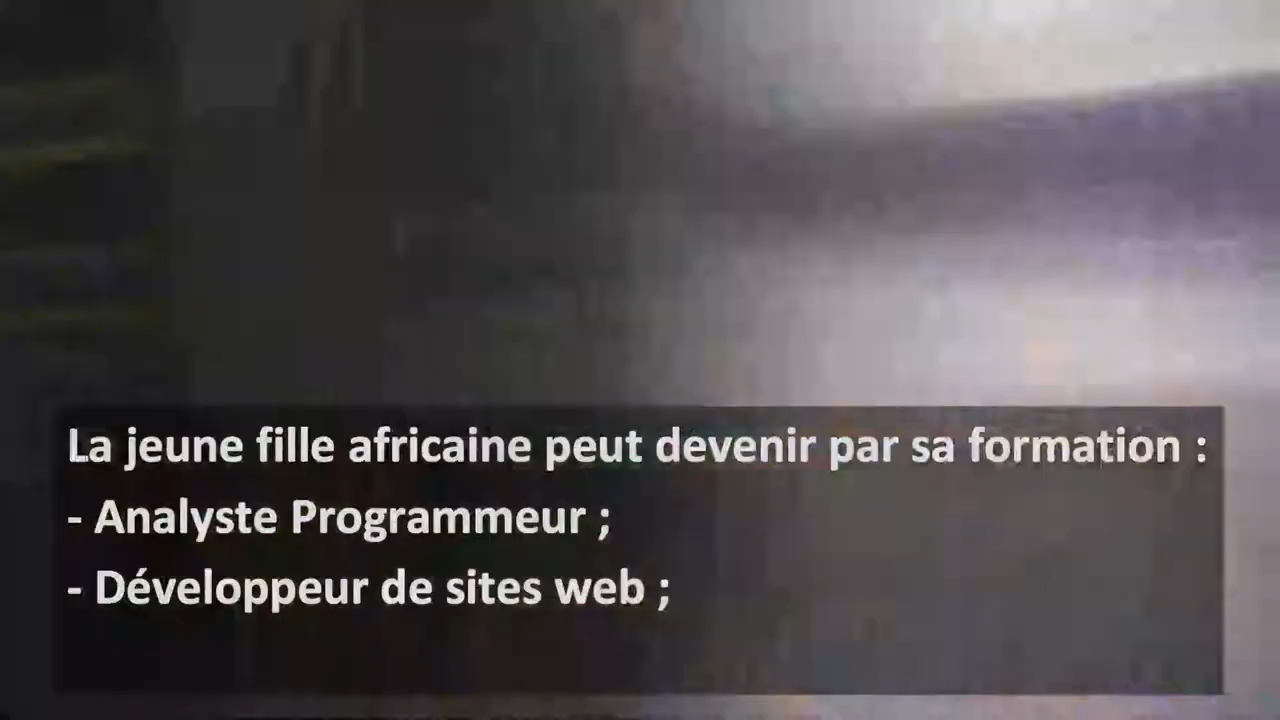 La jeune fille africaine peut devenir par sa formation :
- Analyste Programmeur ;
- Développeur de sites web ;